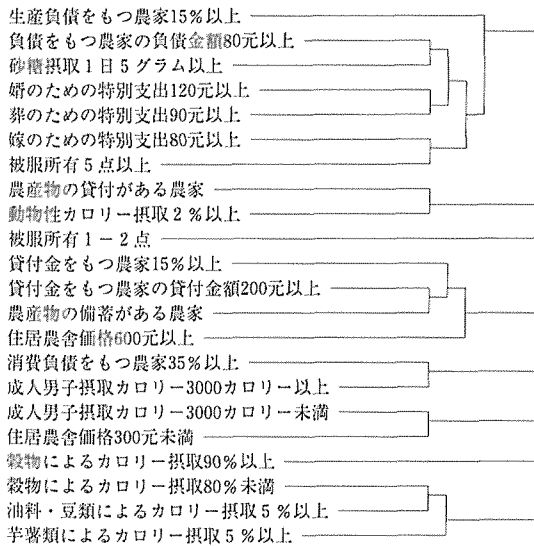 生産負債をもつ農家15%以上
負債をもつ農家の負債金額80元以上
砂糖摂取1日5グラム以上
婿のための特別支出120元以上
葬のための特別支出90元以上
嫁のための特別支出80元以上
被服所有5点以上
農産物の貸付がある農家
動物性カロリー摂取2%以上
被服所有1－2点
貸付金をもつ農家15%以上
貸付金をもつ農家の貸付金額200元以上
農産物の備蓄がある農家
住居農舎価格600元以上
消費負債をもつ農家35%以上
成人男子摂取カロリー3000カロリー以上
成人男子摂取カロリー3000カロリー未満
住居農舎価格300元未満
穀物によるカロリー摂取90%以上
穀物によるカロリー摂取80%未満
油料・豆類によるカロリー摂取5%以上
芋薯類によるカロリー摂取5%以上